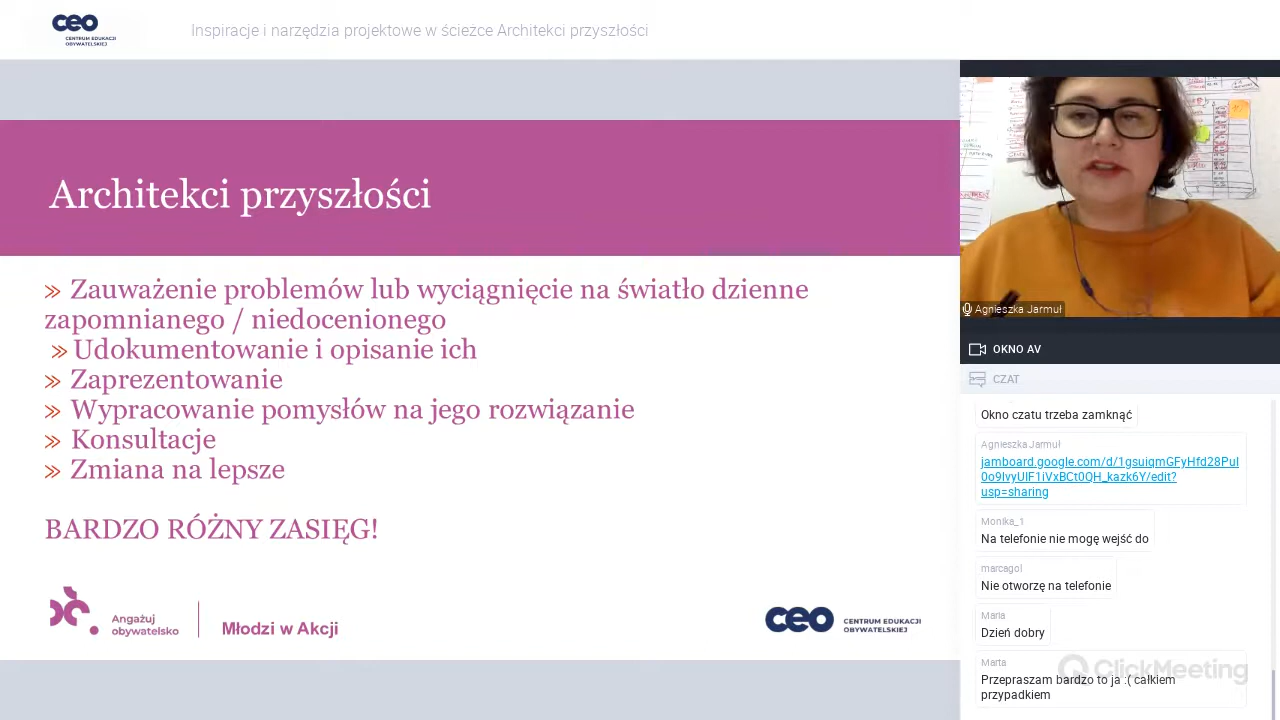 ceo
CENTRUM EDUKACJI
OBYWATELSKIEJ
Inspiracje i narzędzia projektowe w ścieżce Architekci przyszłości
Architekci przyszłości
» Zauważenie problemów lub wyciągnięcie na światło dzienne
zapomnianego / niedocenionego
» Udokumentowanie i opisanie ich
» Zaprezentowanie
» Wypracowanie pomysłów na jego rozwiązanie
» Konsultacje
» Zmiana na lepsze
BARDZO RÓŻNY ZASIĘG!
Angażuj
obywatelsko
Młodzi w Akcji
ceo
CENTRUM EDUKACJI
OBYWATELSKIEJ
Agnieszka Jarmuł
OKNO AV
CZAT
Okno czatu trzeba zamknąć
Agnieszka Jarmuł
jamboard.google.com/d/1gsuiqmGFyHfd28Pul
0o9lvyUIF1iVxBCt0QH_kazk6Y/edit?
usp=sharing
Monika_1
Na telefonie nie mogę wejść do
marcagol
Nie otworzę na telefonie
Maria
Dzień dobry
Marta
Przepraszam bardzo to ja :( całkiem
przypadkiem
ClickMeeting